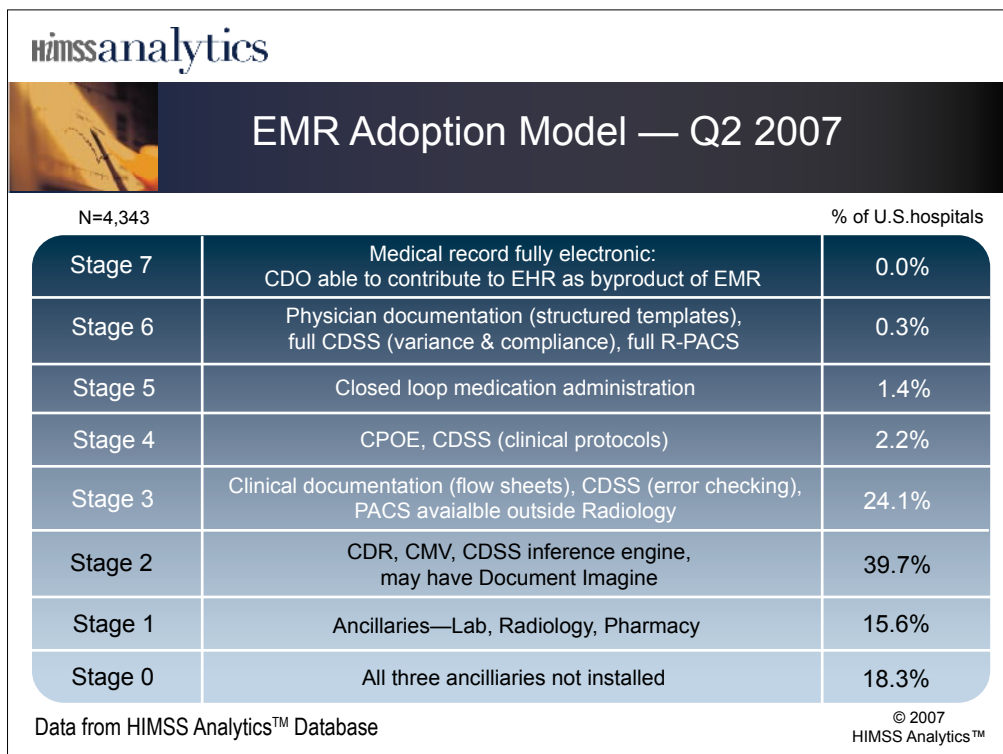 HIMSS analytics
EMR Adoption Model — Q2 2007
N=4,343
% of U.S.hospitals
Stage 7
Medical record fully electronic:
CDO able to contribute to EHR as byproduct of EMR
0.0%
Stage 6
Physician documentation (structured templates),
full CDSS (variance & compliance), full R-PACS
0.3%
Stage 5
Closed loop medication administration
1.4%
Stage 4
CPOE, CDSS (clinical protocols)
2.2%
Stage 3
Clinical documentation (flow sheets), CDSS (error checking),
PACS avaialble outside Radiology
24.1%
Stage 2
CDR, CMV, CDSS inference engine,
may have Document Imagine
39.7%
Stage 1
Ancillaries—Lab, Radiology, Pharmacy
15.6%
Stage 0
All three ancilliaries not installed
18.3%
Data from HIMSS Analytics™ Database
© 2007
HIMSS Analytics™